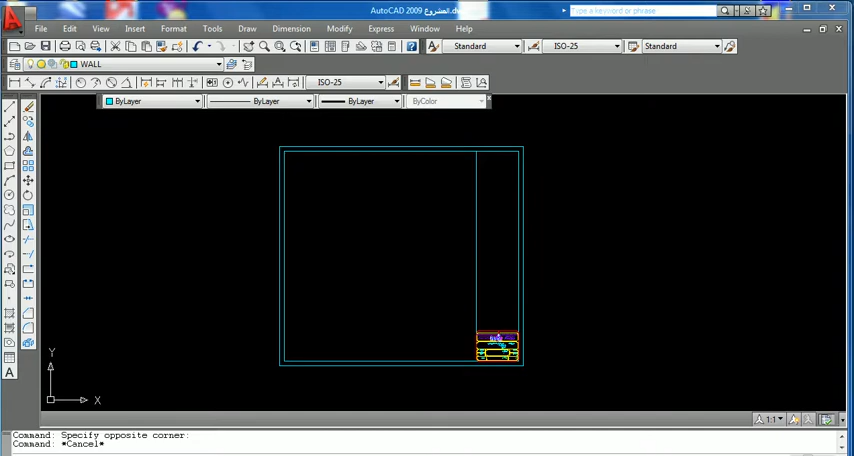 AutoCAD 2009 المشروع.dw
Type a keyword or phrase
File Edit View Insert Format Tools Draw Dimension Modify Express Window Help
Standard ISO-25 Standard
WALL
ISO-25
ByLayer ByLayer ByLayer ByColor
Y
X
A
1:1
Command: Specify opposite corner:
Command: *Cancel*